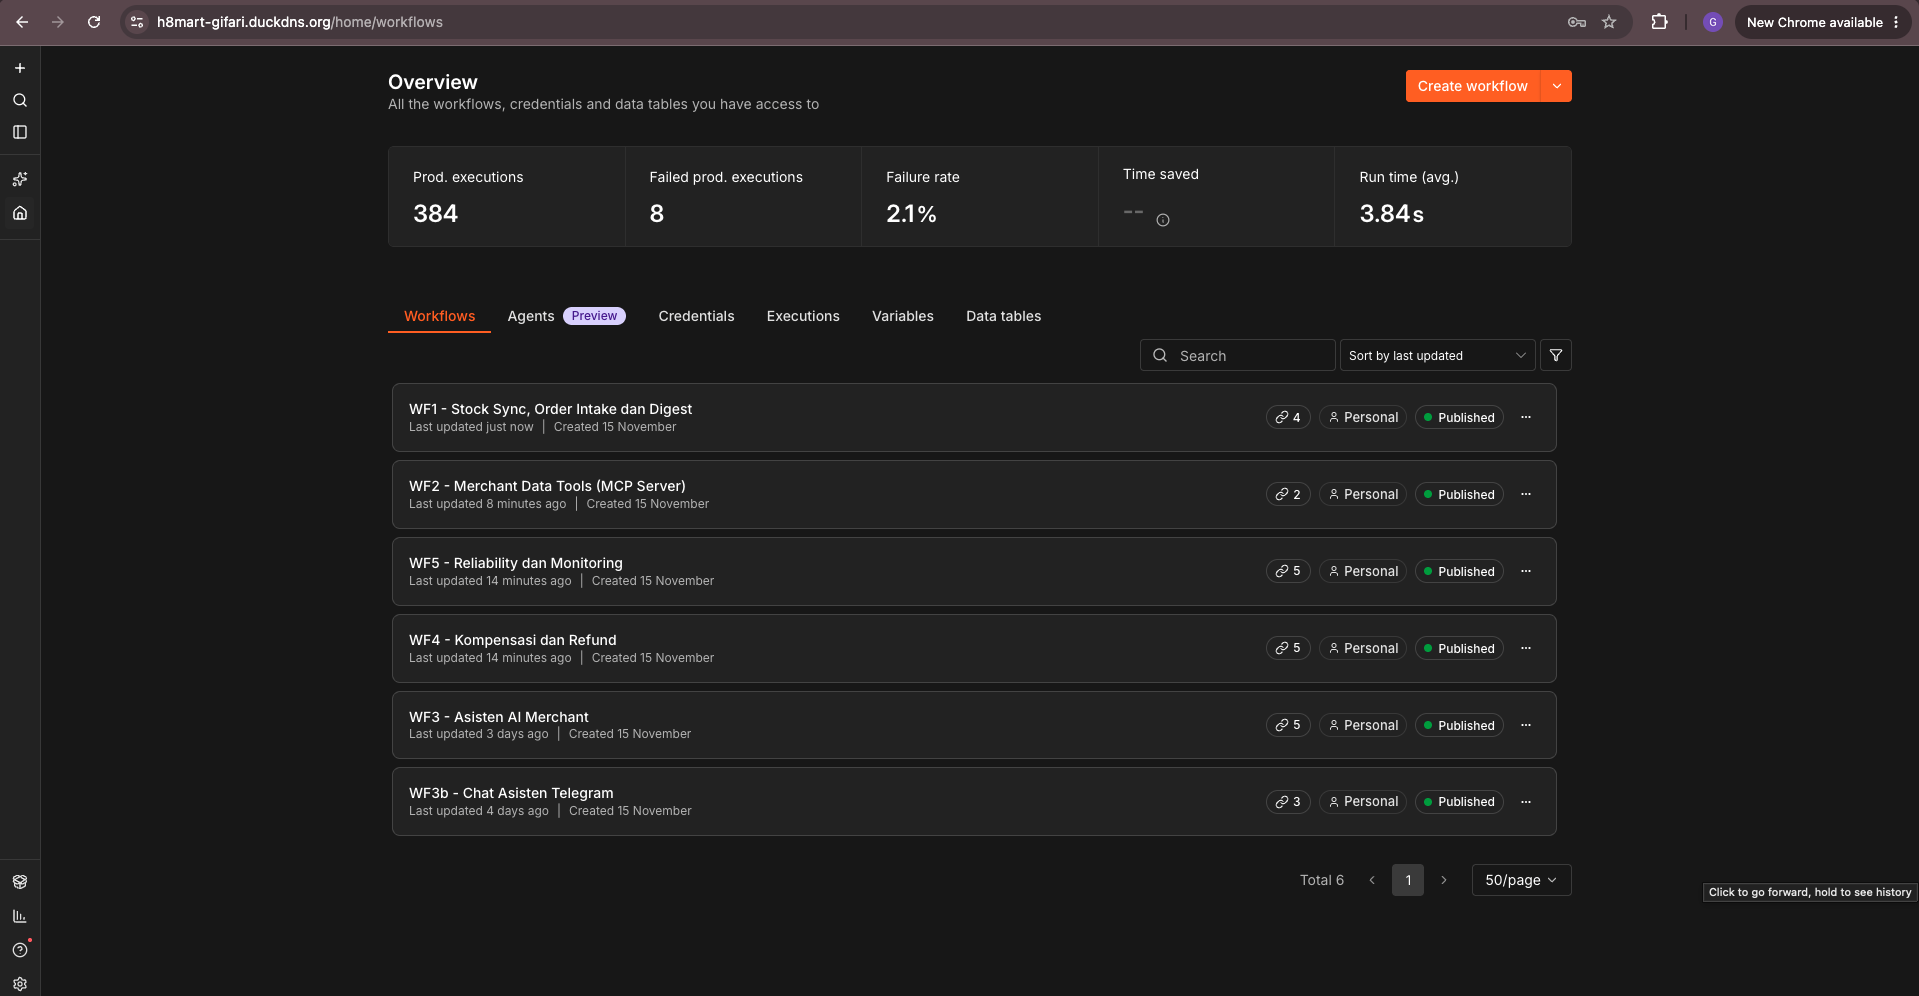 h8mart-gifari.duckdns.org/home/workflows
G
New Chrome available
Overview
All the workflows, credentials and data tables you have access to
Create workflow
Prod. executions
384
Failed prod. executions
8
Failure rate
2.1%
Time saved
--
Run time (avg.)
3.84s
Workflows
Agents
Preview
Credentials
Executions
Variables
Data tables
Search
Sort by last updated
WF1 - Stock Sync, Order Intake dan Digest
Last updated just now | Created 15 November
4
Personal
Published
WF2 - Merchant Data Tools (MCP Server)
Last updated 8 minutes ago | Created 15 November
2
Personal
Published
WF5 - Reliability dan Monitoring
Last updated 14 minutes ago | Created 15 November
5
Personal
Published
WF4 - Kompensasi dan Refund
Last updated 14 minutes ago | Created 15 November
5
Personal
Published
WF3 - Asisten AI Merchant
Last updated 3 days ago | Created 15 November
5
Personal
Published
WF3b - Chat Asisten Telegram
Last updated 4 days ago | Created 15 November
3
Personal
Published
Total 6
1
50/page
Click to go forward, hold to see history